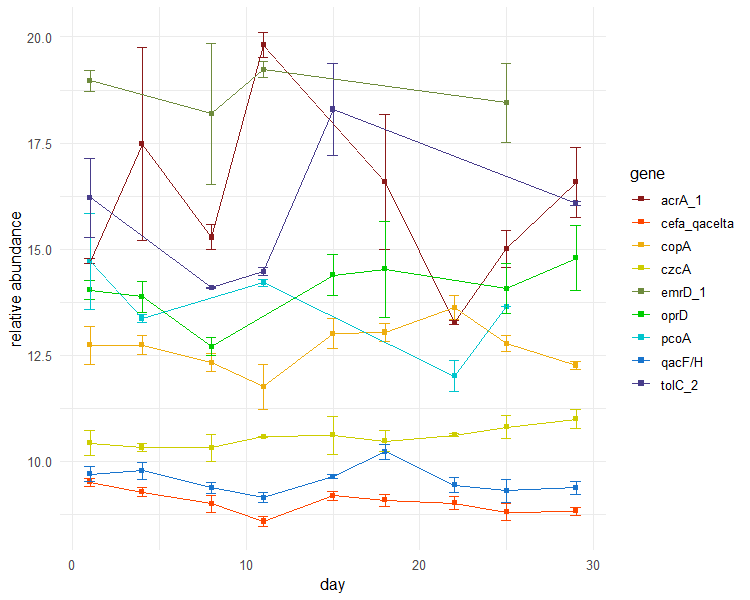 20.0
17.5
15.0
12.5
10.0
relative abundance
0
10
20
30
day
gene
acrA_1
cefa_qacelta
copA
czcA
emrD_1
oprD
pcoA
qacF/H
tolC_2